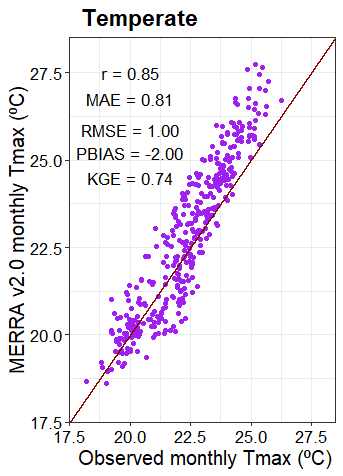 Temperate
r = 0.85
MAE = 0.81
RMSE = 1.00
PBIAS = -2.00
KGE = 0.74
MERRA v2.0 monthly Tmax (ºC)
27.5
25.0
22.5
20.0
17.5
17.5 20.0 22.5 25.0 27.5
Observed monthly Tmax (ºC)